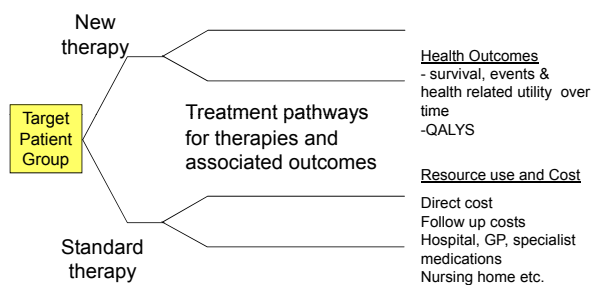 New
therapy
Target
Patient
Group
Treatment pathways
for therapies and
associated outcomes
Standard
therapy
Health Outcomes
- survival, events &
health related utility over
time
-QALYS
Resource use and Cost
Direct cost
Follow up costs
Hospital, GP, specialist
medications
Nursing home etc.